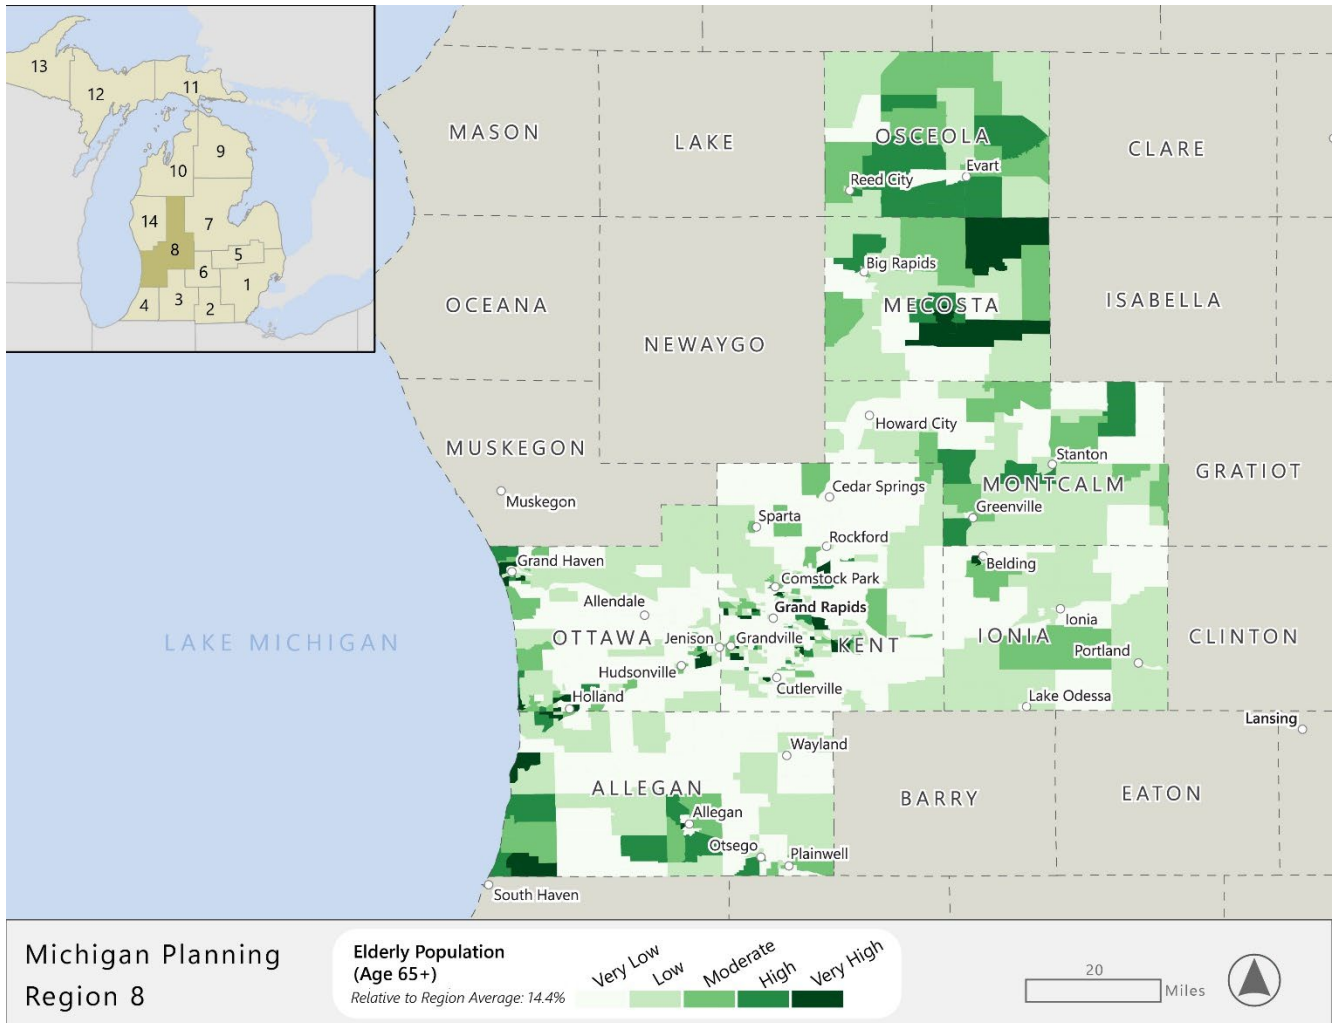 13
12
11
9
10
14
7
8
5
6
1
4
3
2
MASON
LAKE
OSCEOLA
CLARE
Evart
Reed City
Big Rapids
OCEANA
MECOSTA
ISABELLA
NEWAYGO
Howard City
MUSKEGON
Stanton
GRATIOT
Muskegon
Cedar Springs
MONTCALM
Greenville
Sparta
Rockford
Grand Haven
Belding
Comstock Park
Allendale
Grand Rapids
Ionia
LAKE MICHIGAN
OTTAWA
Jenison
Grandville
KENT
IONIA
CLINTON
Portland
Hudsonville
Cutlerville
Holland
Lake Odessa
Lansing
Wayland
ALLEGAN
BARRY
EATON
Allegan
Otsego
Plainwell
South Haven
Michigan Planning
Region 8
Elderly Population
(Age 65+)
Relative to Region Average: 14.4%
Very Low
Low
Moderate
High
Very High
20
Miles